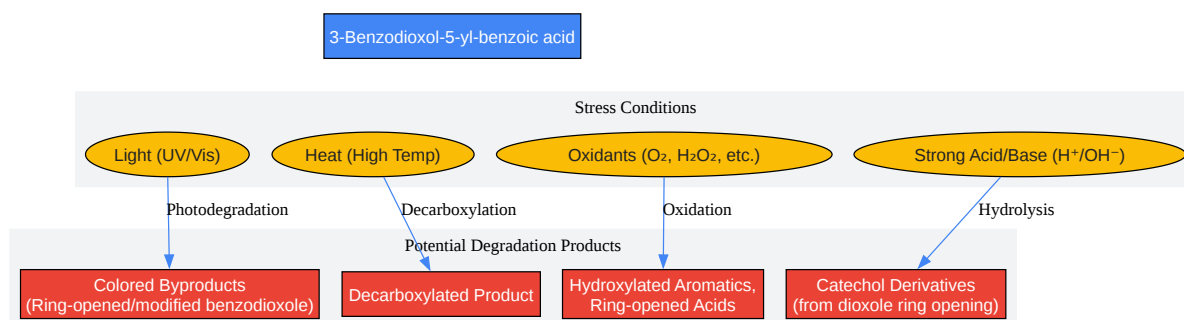 3-Benzodioxol-5-yl-benzoic acid
Stress Conditions
Light (UV/Vis)
Heat (High Temp)
Oxidants (O₂, H₂O₂, etc.)
Strong Acid/Base (H⁺/OH⁻)
Photodegradation
Decarboxylation
Oxidation
Hydrolysis
Potential Degradation Products
Colored Byproducts
(Ring-opened/modified benzodioxole)
Decarboxylated Product
Hydroxylated Aromatics,
Ring-opened Acids
Catechol Derivatives
(from dioxole ring opening)